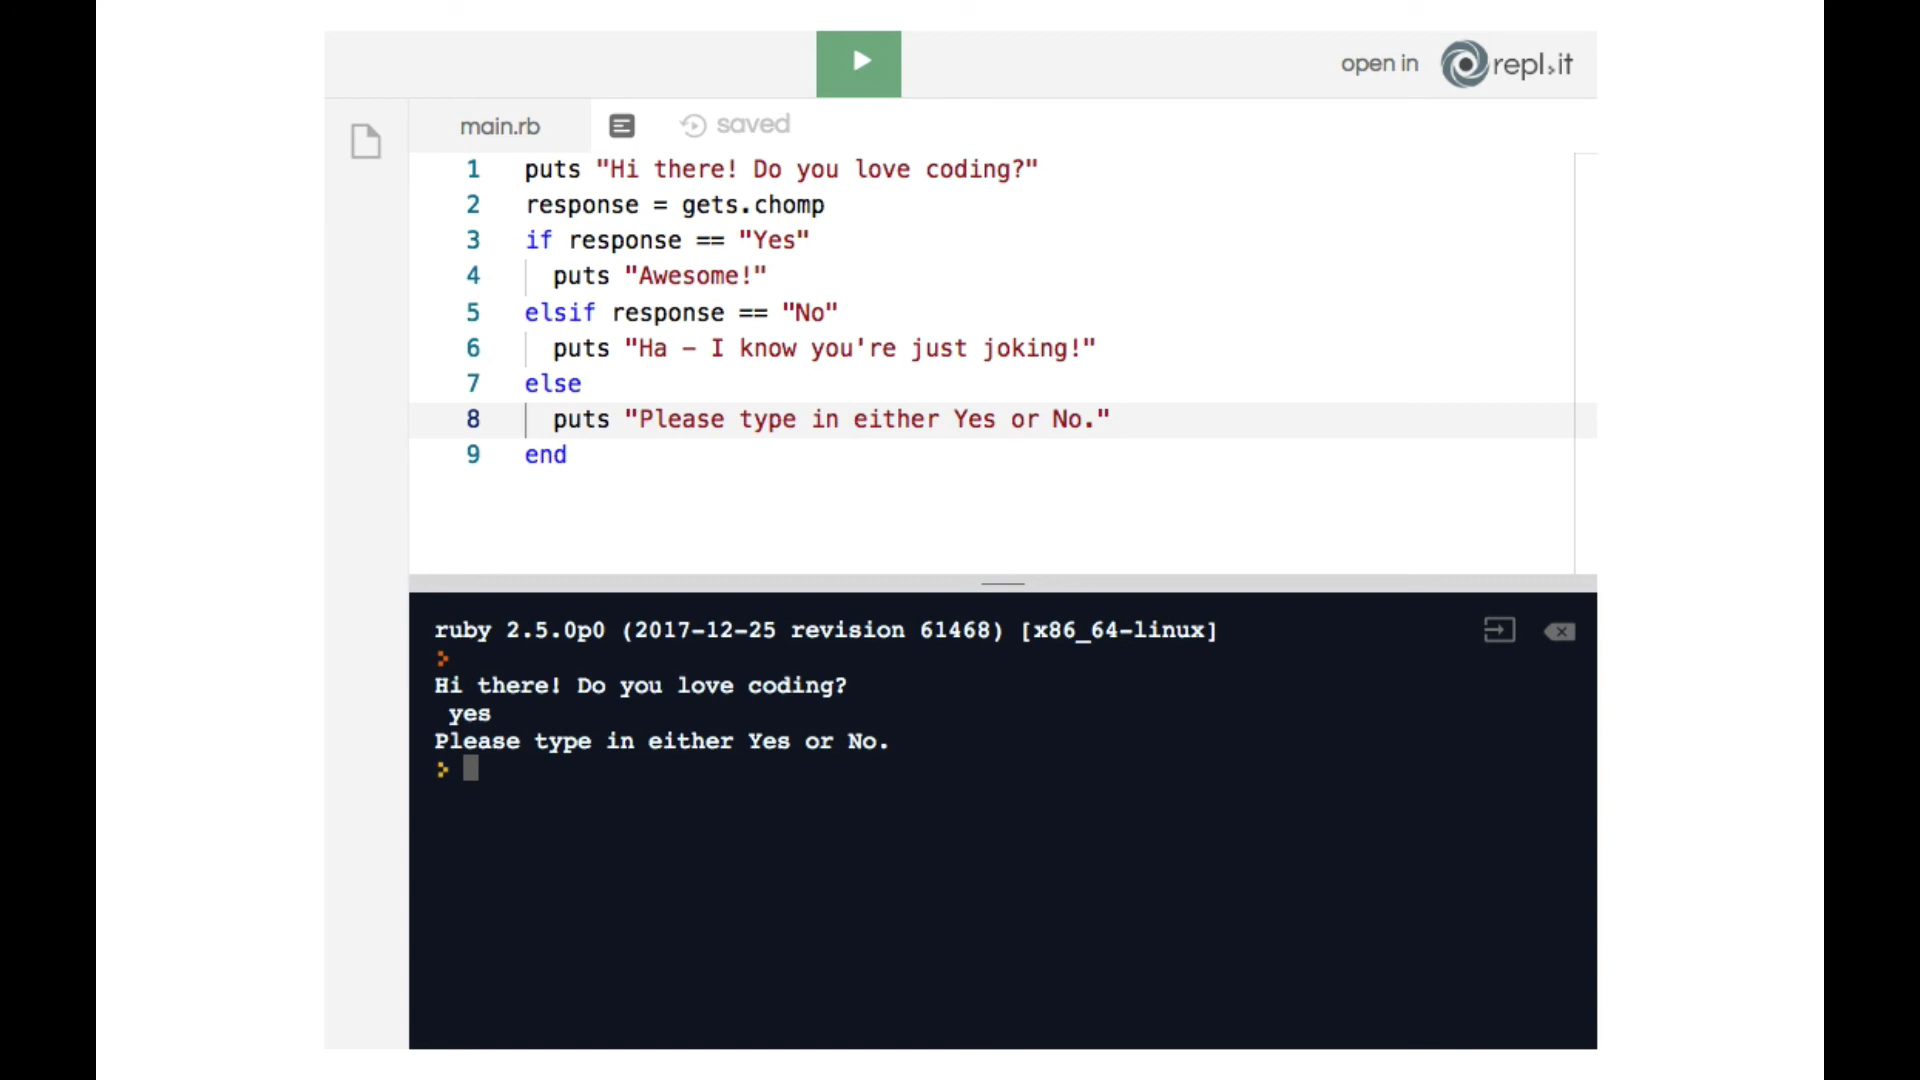 open in repl.it
main.rb saved
1 puts "Hi there! Do you love coding?"
2 response = gets.chomp
3 if response == "Yes"
4 puts "Awesome!"
5 elsif response == "No"
6 puts "Ha - I know you're just joking!"
7 else
8 puts "Please type in either Yes or No."
9 end
ruby 2.5.0p0 (2017-12-25 revision 61468) [x86_64-linux]
>
Hi there! Do you love coding?
yes
Please type in either Yes or No.
>